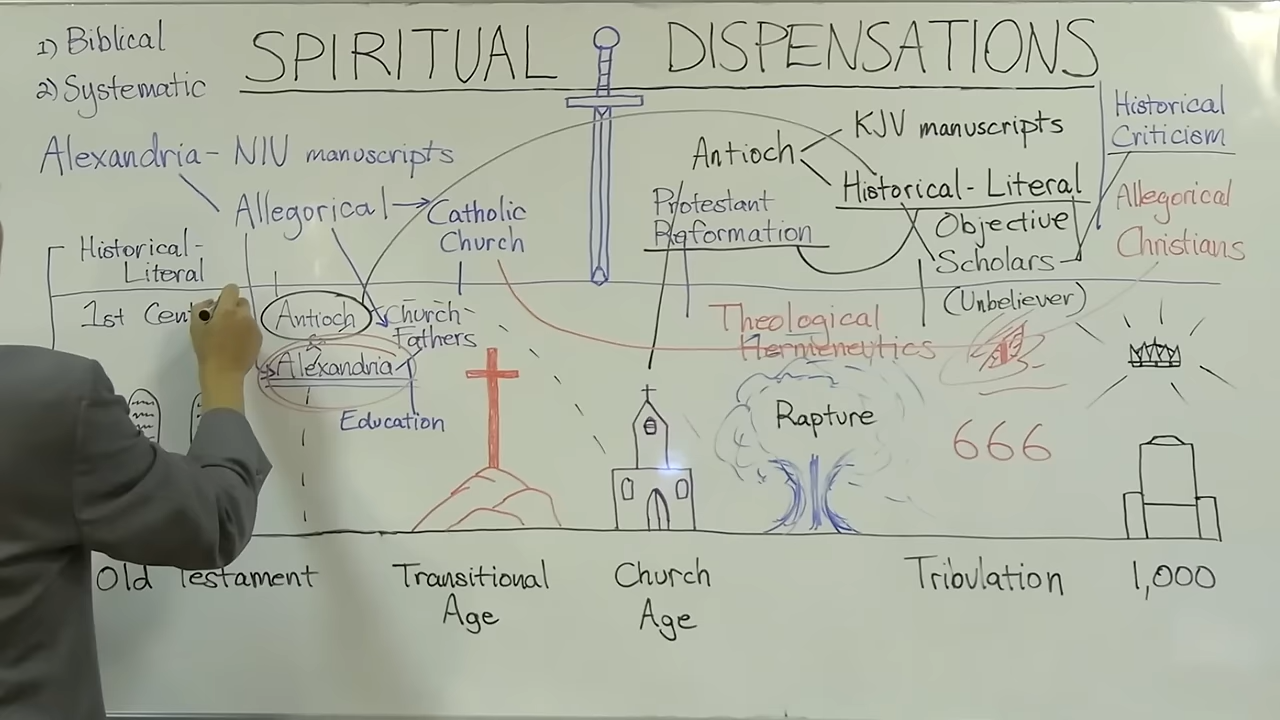 1) Biblical
2) Systematic
SPIRITUAL DISPENSATIONS
Alexandria - NIV manuscripts
Allegorical
Catholic
Church
Historical-
Literal
1st
Antioch
Church
Fathers
Alexandria
Education
Antioch
KJV manuscripts
Historical - Literal
Protestant
Reformation
Objective
Scholars
(Unbeliever)
Historical
Criticism
Allegorical
Christians
Theological
Hermeneutics
Rapture
666
Old Testament
Transitional
Age
Church
Age
Tribulation
1,000